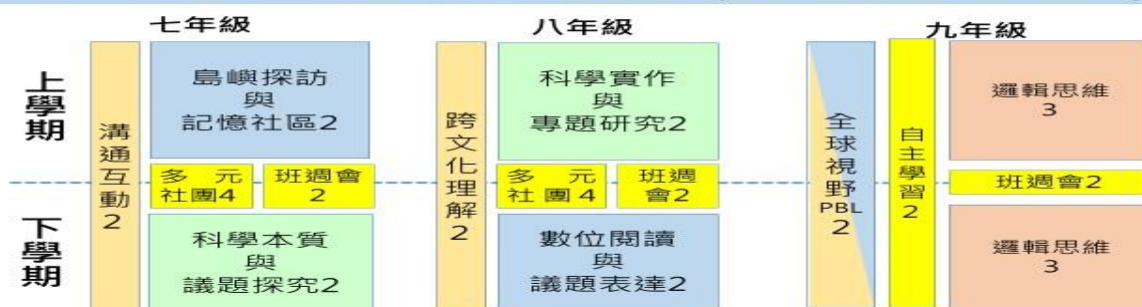 七年級
八年級
九年級
上學期
下學期
溝通互動2
島嶼探訪
與
記憶社區2
多元
社團4
班週會
2
科學本質
與
議題探究2
跨文化理解2
科學實作
與
專題研究2
多元
社團4
班週
會2
數位閱讀
與
議題表達2
全球視野PBL2
自主學習2
邏輯思維
3
班週會2
邏輯思維
3